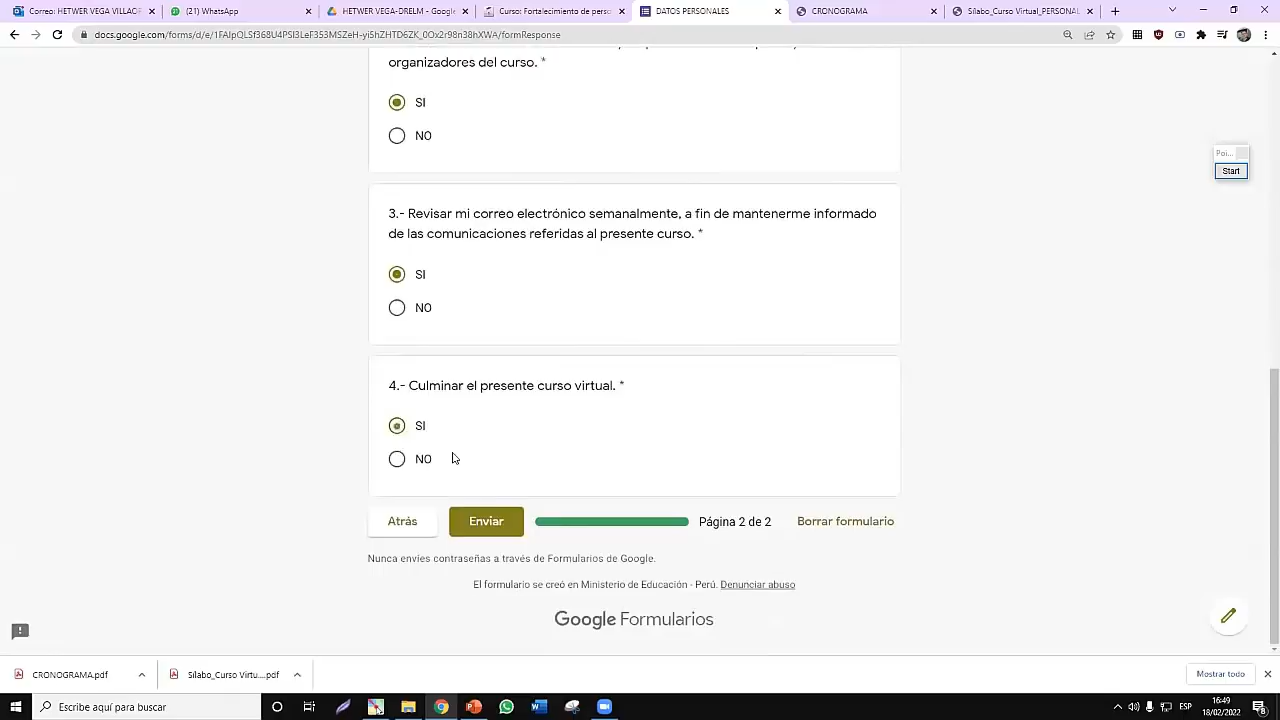 Correo: HETWER VEGA VILLACI
(21) WhatsApp
HETWER VEGA-DRELM - Google
Curso: Fortalecimiento de perso
DATOS PERSONALES
CRONOGRAMA
Sílabo_Curso Virtual_PERSONAL
docs.google.com/forms/d/e/1FAIpQLSf368U4PSl3LeF353MSZeH-yi5hZHTD6ZK_0Ox2r98n38hXWA/formResponse
organizadores del curso. *
SI
NO
Poi...
Start
3.- Revisar mi correo electrónico semanalmente, a fin de mantenerme informado
de las comunicaciones referidas al presente curso. *
SI
NO
4.- Culminar el presente curso virtual. *
SI
NO
Atrás
Enviar
Página 2 de 2
Borrar formulario
Nunca envíes contraseñas a través de Formularios de Google.
El formulario se creó en Ministerio de Educación - Perú. Denunciar abuso
Google Formularios
CRONOGRAMA.pdf
Sílabo_Curso Virtu....pdf
Mostrar todo
Escribe aquí para buscar
ESP
16:49
18/02/2022